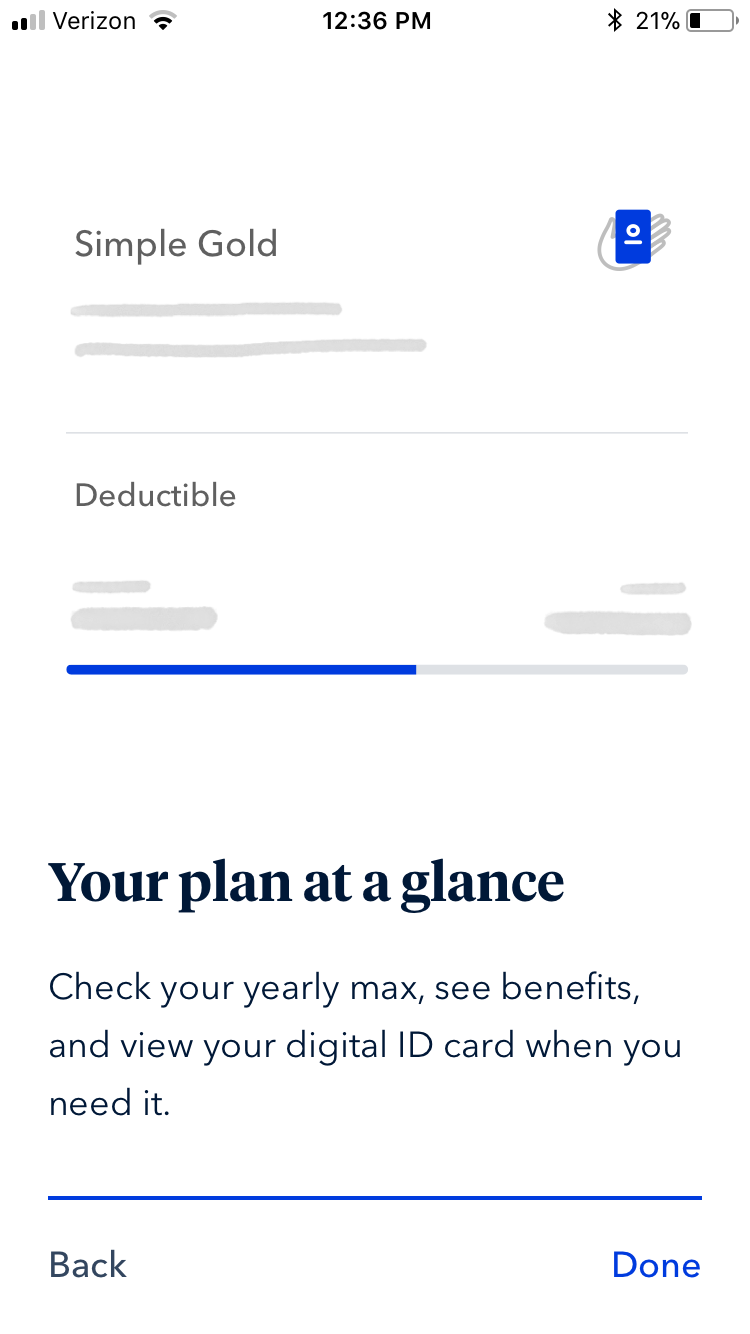 Verizon 12:36 PM 21%
Simple Gold
Deductible
Your plan at a glance
Check your yearly max, see benefits,
and view your digital ID card when you
need it.
Back Done